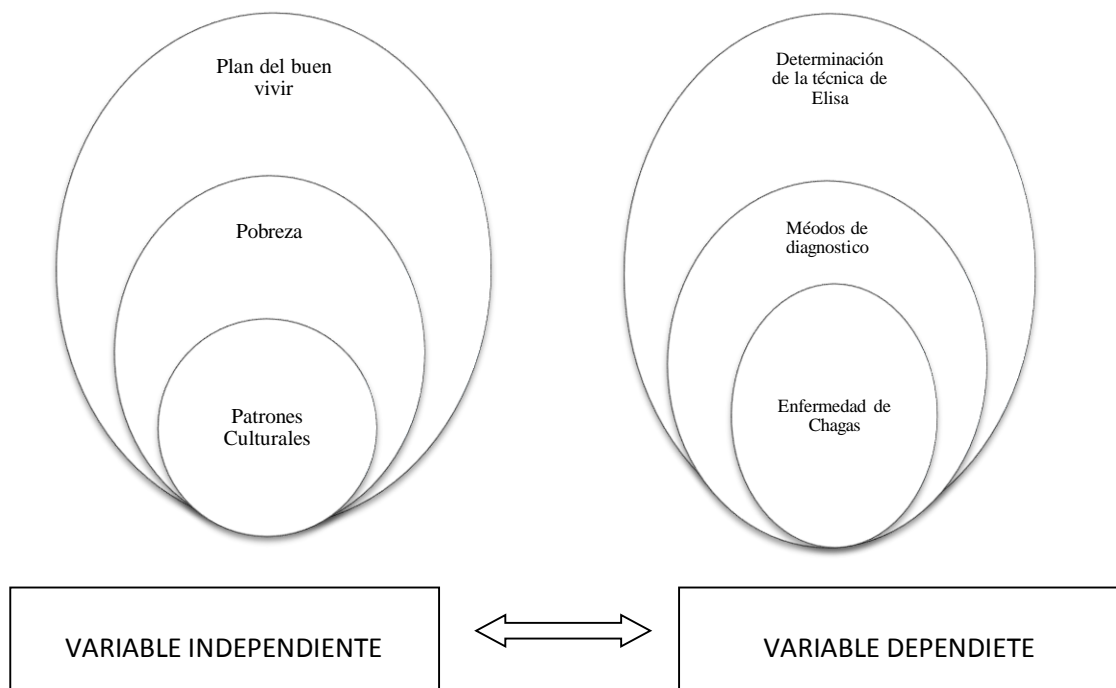 Plan del buen
vivir
Pobreza
Patrones
Culturales
Determinación
de la técnica de
Elisa
Méodos de
diagnostico
Enfermedad de
Chagas
VARIABLE INDEPENDIENTE
VARIABLE DEPENDIETE